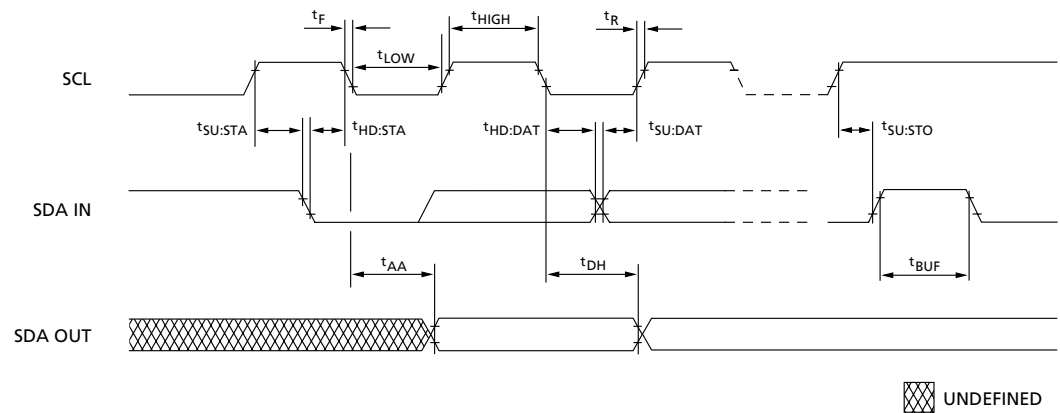 tF
tHIGH
tR
tLOW
SCL
tSU:STA
tHD:STA
tHD:DAT
tSU:DAT
tSU:STO
SDA IN
tAA
tDH
tBUF
SDA OUT
UNDEFINED